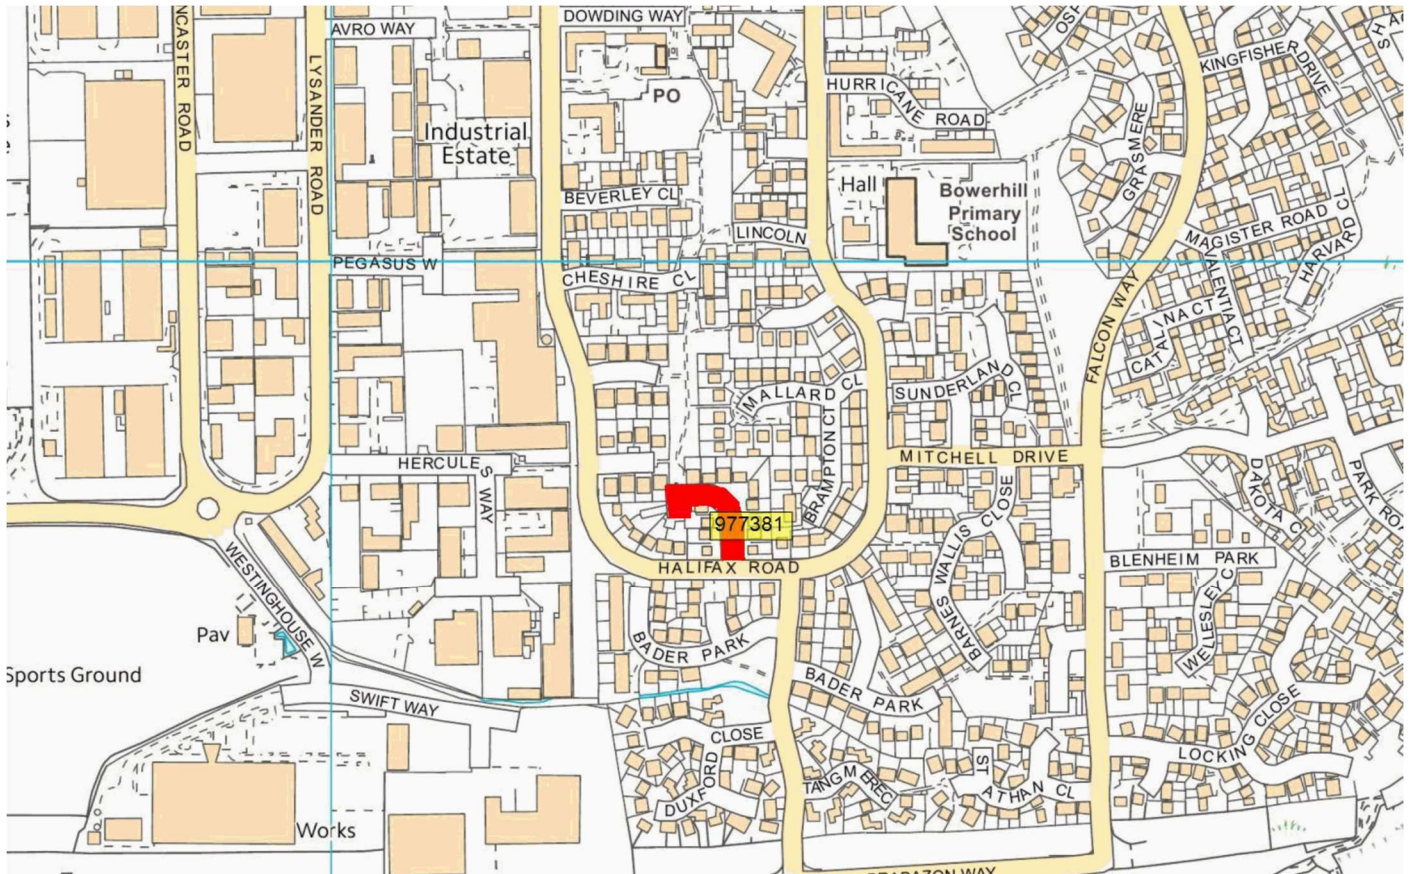 NCASTER ROAD
LYSANDER ROAD
AVRO WAY
DOWDING WAY
PO
HURRICANE ROAD
KINGFISHER DRIVE
GRASMERE
Industrial
Estate
BEVERLEY CL
Hall
Bowerhill
Primary
School
LINCOLN
MAGISTER ROAD
HARVARD CL
VALENTIA CT
PEGASUS W
CHESHIRE CL
FALCON WAY
CATALINA CT
MALLARD CL
SUNDERLAND CL
BRAMPTON CT
MITCHELL DRIVE
HERCULES WAY
DAKOTA C
PARK RO
977381
BARNES WALLIS CLOSE
HALIFAX ROAD
BLENHEIM PARK
WELLESLEY C
WESTINGHOUSE W
Pav
Sports Ground
BADER PARK
BADER PARK
SWIFT WAY
CLOSE
DUXFORD
TANGMEREC
ST
ATHAN CL
LOCKING CLOSE
Works